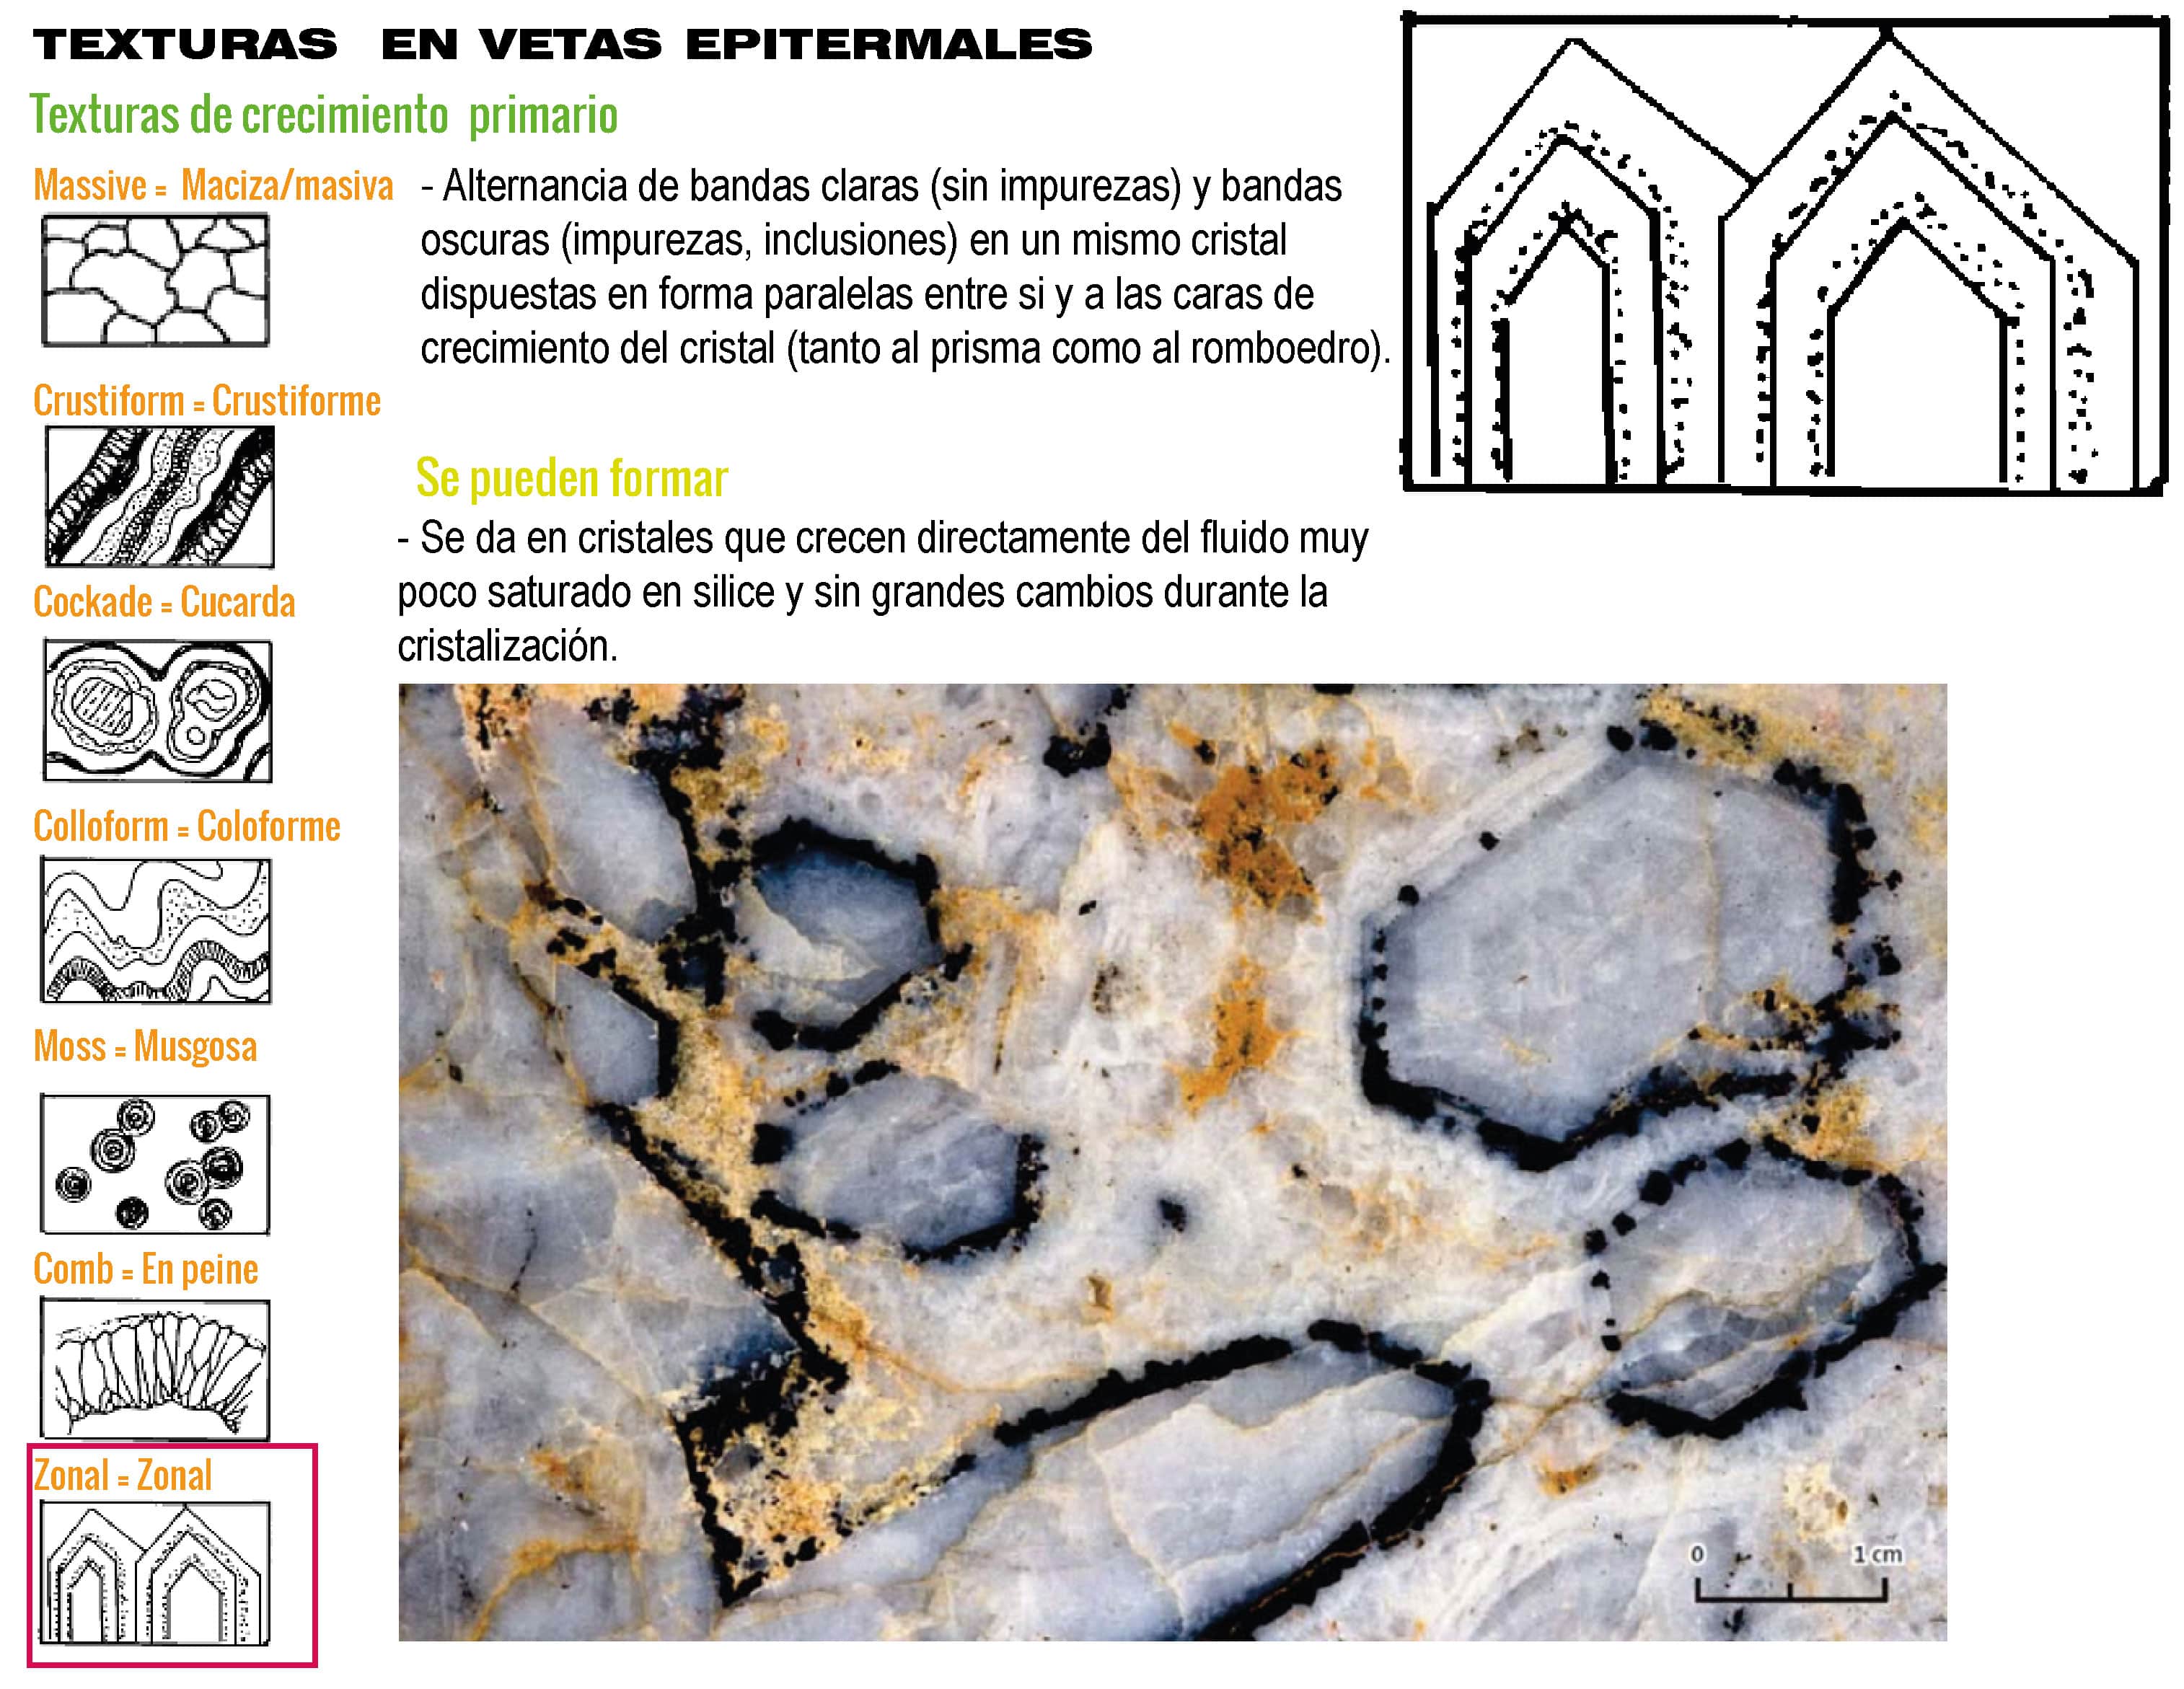 TEXTURAS EN VETAS EPITERMALES
Texturas de crecimiento primario
Massive = Maciza/masiva
- Alternancia de bandas claras (sin impurezas) y bandas
oscuras (impurezas, inclusiones) en un mismo cristal
dispuestas en forma paralelas entre si y a las caras de
crecimiento del cristal (tanto al prisma como al romboedro).
Crustiform = Crustiforme
Se pueden formar
- Se da en cristales que crecen directamente del fluido muy
poco saturado en silice y sin grandes cambios durante la
cristalización.
Cockade = Cucarda
Colloform = Coloforme
Moss = Musgosa
Comb = En peine
Zonal = Zonal
0 1 cm